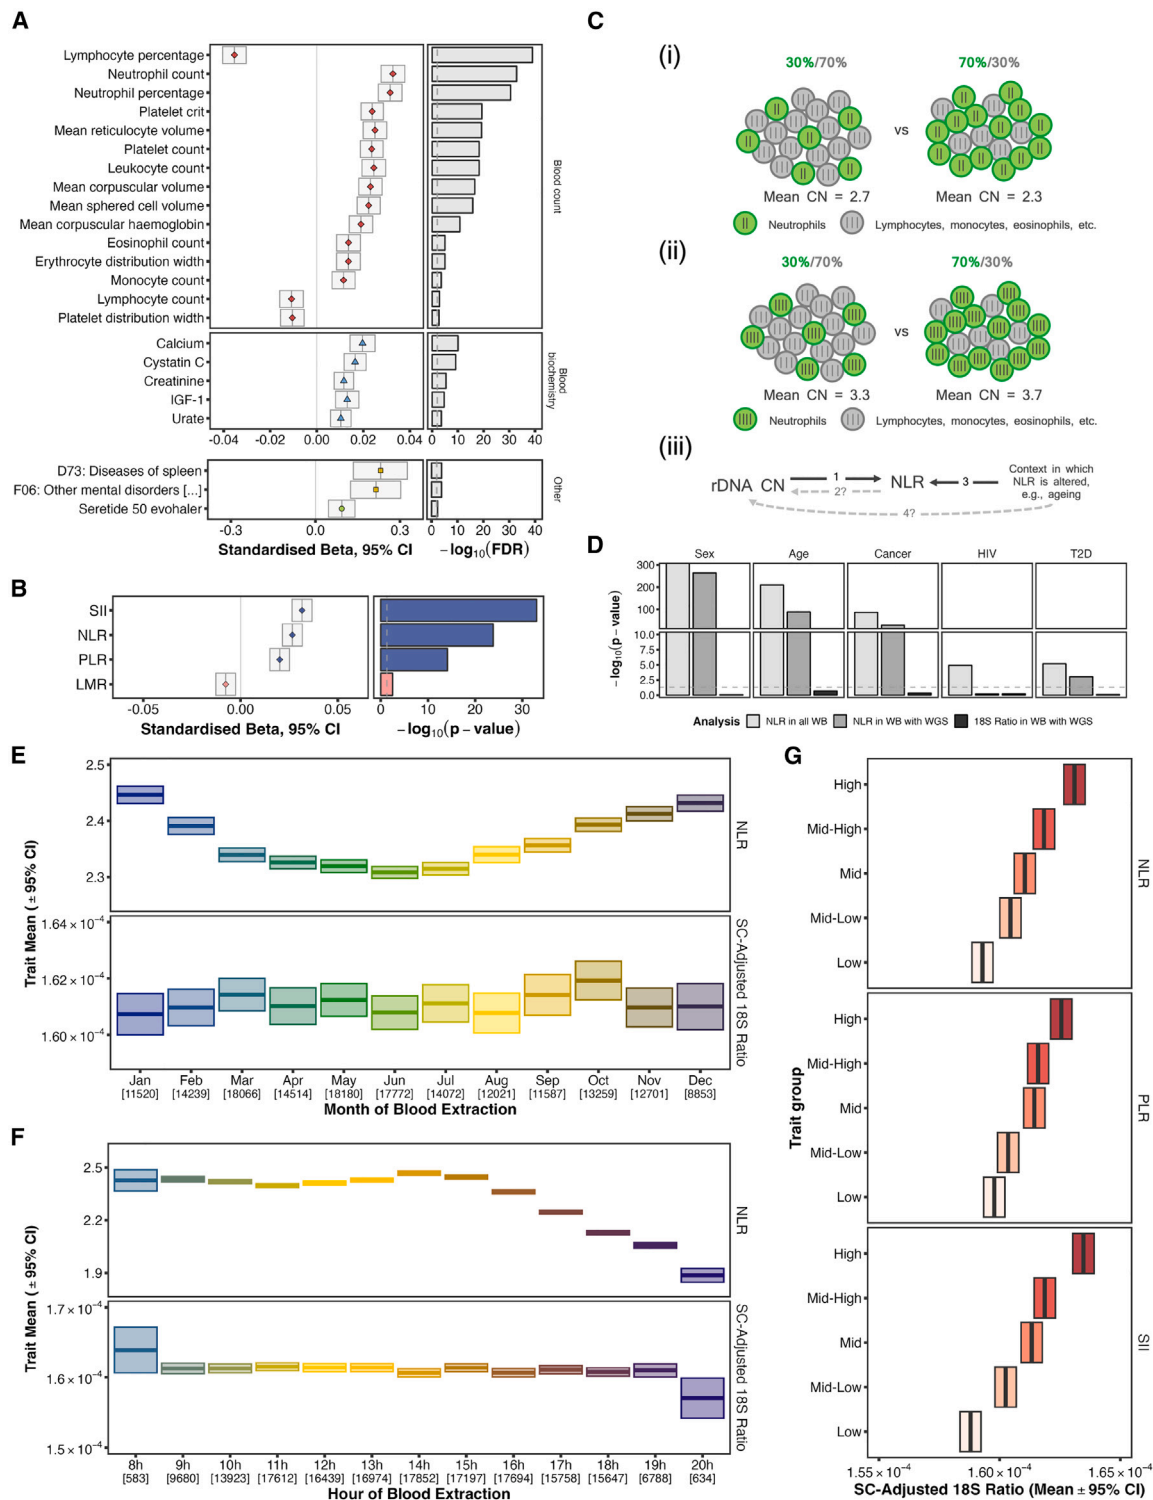 A
Lymphocyte percentage
Neutrophil count
Neutrophil percentage
Platelet crit
Mean reticulocyte volume
Platelet count
Leukocyte count
Mean corpuscular volume
Mean sphered cell volume
Mean corpuscular haemoglobin
Eosinophil count
Erythrocyte distribution width
Monocyte count
Lymphocyte count
Platelet distribution width
Blood count
Calcium
Cystatin C
Creatinine
IGF-1
Urate
Blood
biochemistry
-0.04 -0.02 0.00 0.02 0.04 0 10 20 30 40
D73: Diseases of spleen
F06: Other mental disorders [...]
Seretide 50 evohaler
Other
-0.3 0.0 0.3 0 10 20 30 40
Standardised Beta, 95% CI −log10(FDR)
B
SII
NLR
PLR
LMR
-0.05 0.00 0.05 0 10 20 30
Standardised Beta, 95% CI −log10(p−value)
C
(i)
30%/70% 70%/30%
vs
Mean CN = 2.7 Mean CN = 2.3
Neutrophils Lymphocytes, monocytes, eosinophils, etc.
(ii)
30%/70% 70%/30%
vs
Mean CN = 3.3 Mean CN = 3.7
Neutrophils Lymphocytes, monocytes, eosinophils, etc.
(iii)
rDNA CN 1 2? NLR 3 Context in which
NLR is altered,
e.g., ageing
4?
D
Sex Age Cancer HIV T2D
300
200
100
10.0
7.5
5.0
2.5
0.0
−log10(p−value)
Analysis NLR in all WB NLR in WB with WGS 18S Ratio in WB with WGS
E
2.5
2.4
2.3
NLR
Trait Mean (±95% CI)
1.64 × 10⁻⁴
1.62 × 10⁻⁴
1.60 × 10⁻⁴
SC-Adjusted 18S Ratio
Jan Feb Mar Apr May Jun Jul Aug Sep Oct Nov Dec
[11520] [14239] [18066] [14514] [18180] [17772] [14072] [12021] [11587] [13259] [12701] [8853]
Month of Blood Extraction
F
2.5
2.2
1.9
NLR
Trait Mean (±95% CI)
1.7 × 10⁻⁴
1.6 × 10⁻⁴
1.5 × 10⁻⁴
SC-Adjusted 18S Ratio
8h 9h 10h 11h 12h 13h 14h 15h 16h 17h 18h 19h 20h
[583] [9680] [13923] [17612] [16439] [16974] [17852] [17197] [17694] [15758] [15647] [6788] [634]
Hour of Blood Extraction
G
High
Mid-High
Mid
Mid-Low
Low
NLR
High
Mid-High
Mid
Mid-Low
Low
PLR
Trait group
High
Mid-High
Mid
Mid-Low
Low
SII
1.55 × 10⁻⁴ 1.60 × 10⁻⁴ 1.65 × 10⁻⁴
SC-Adjusted 18S Ratio (Mean ± 95% CI)